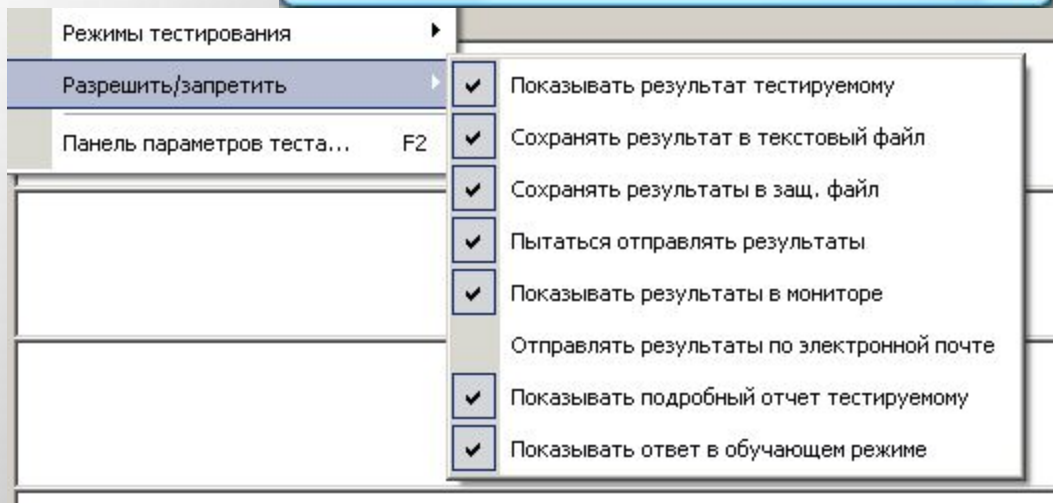 Режимы тестирования
Разрешить/запретить
Панель параметров теста... F2
Показывать результат тестируемому
Сохранять результат в текстовый файл
Сохранять результаты в защ. файл
Пытаться отправлять результаты
Показывать результаты в мониторе
Отправлять результаты по электронной почте
Показывать подробный отчет тестируемому
Показывать ответ в обучающем режиме